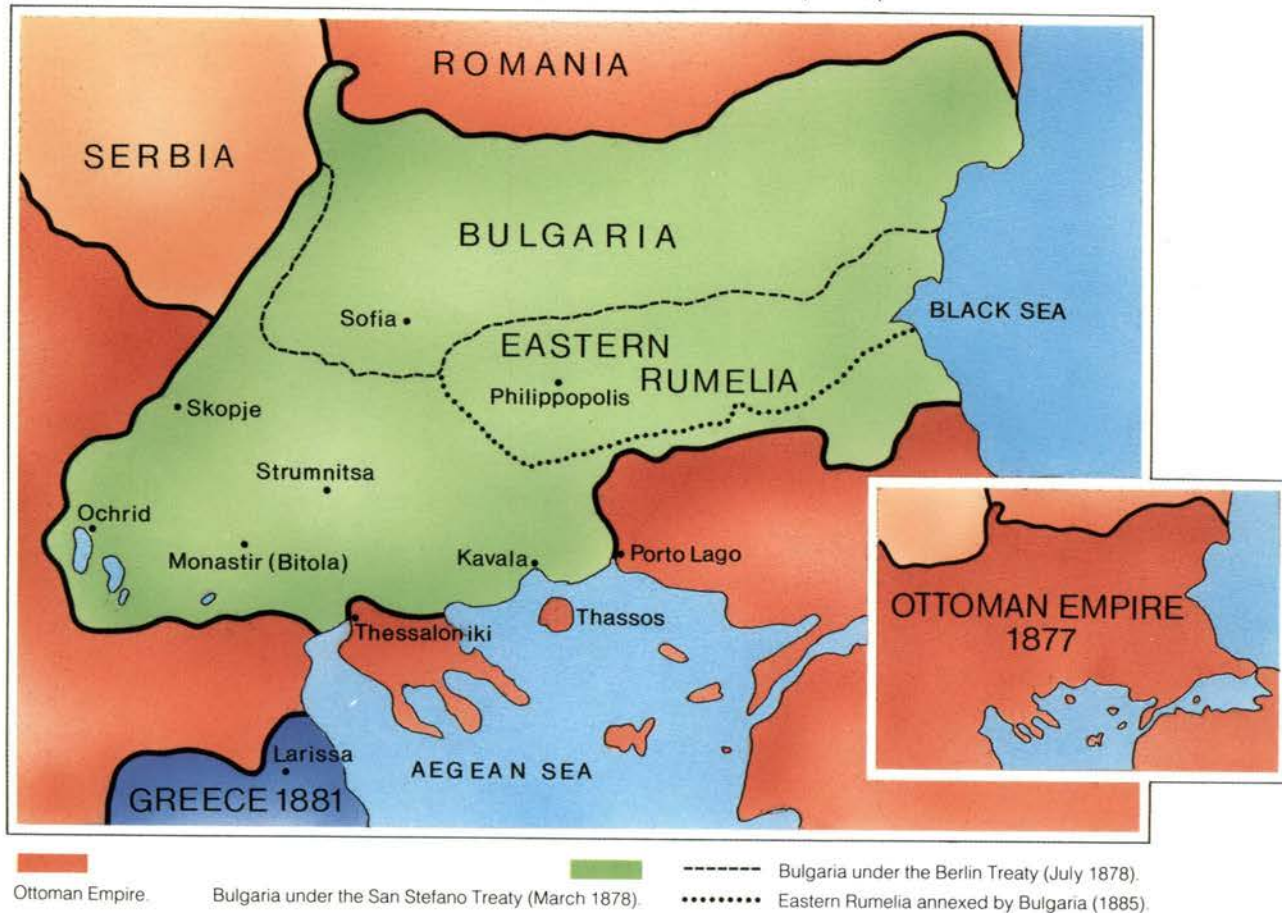 ROMANIA
SERBIA
BULGARIA
Sofia
BLACK SEA
EASTERN
RUMELIA
Philippopolis
Skopje
Strumnitsa
Ochrid
Monastir (Bitola)
Kavala
Porto Lago
Thessaloniki
Thassos
OTTOMAN EMPIRE
1877
Larissa
AEGEAN SEA
GREECE 1881
Ottoman Empire.
Bulgaria under the San Stefano Treaty (March 1878).
Bulgaria under the Berlin Treaty (July 1878).
Eastern Rumelia annexed by Bulgaria (1885).